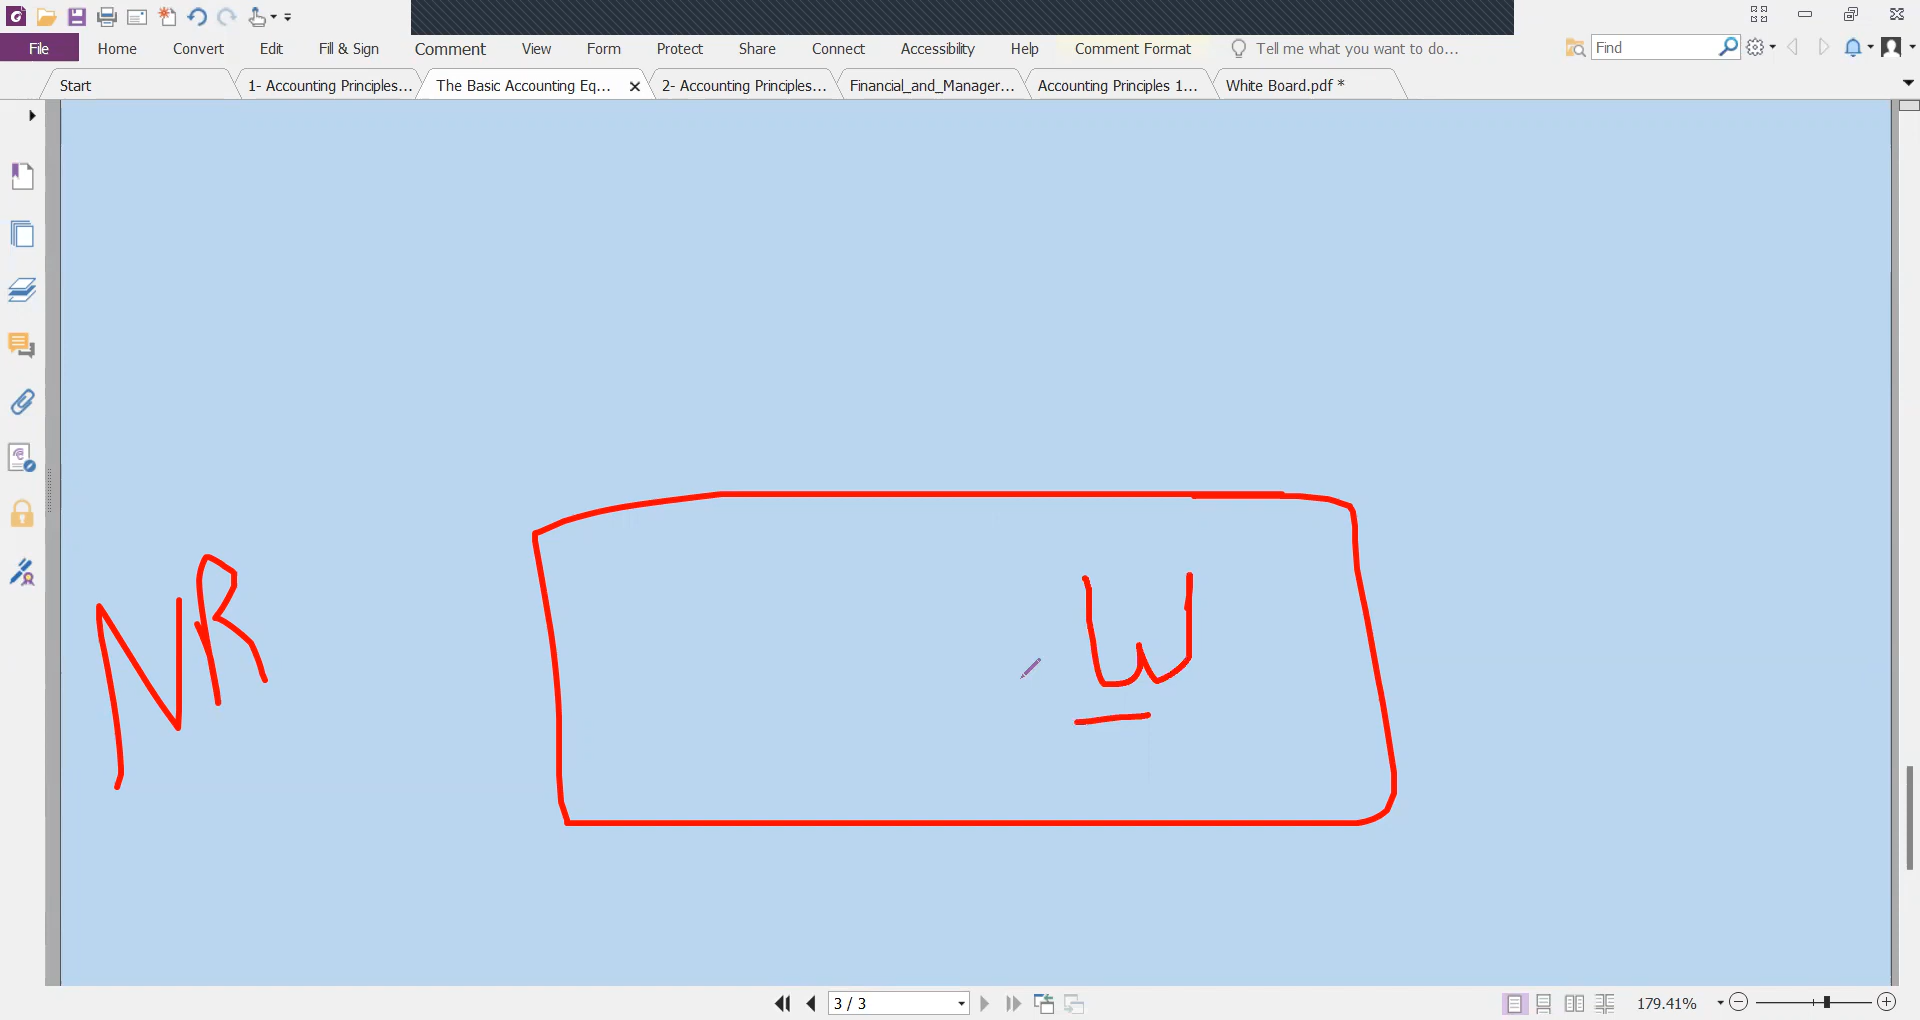 File Home Convert Edit Fill & Sign Comment View Form Protect Share Connect Accessibility Help Comment Format Tell me what you want to do... Find
Start 1- Accounting Principles... The Basic Accounting Eq... 2- Accounting Principles... Financial_and_Manager... Accounting Principles 1... White Board.pdf *
NR W
3 / 3 179.41%